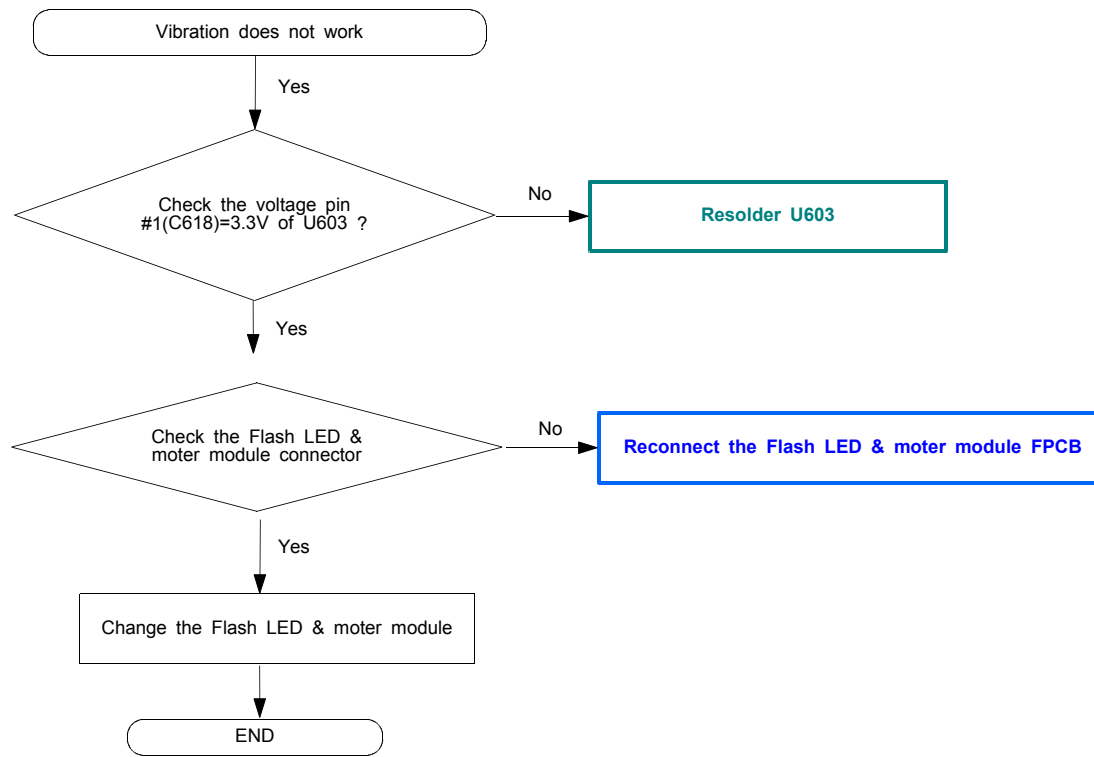 Vibration does not work
Yes
Check the voltage pin
#1(C618)=3.3V of U603 ?
No
Resolder U603
Yes
Check the Flash LED &
moter module connector
No
Reconnect the Flash LED & moter module FPCB
Yes
Change the Flash LED & moter module
END